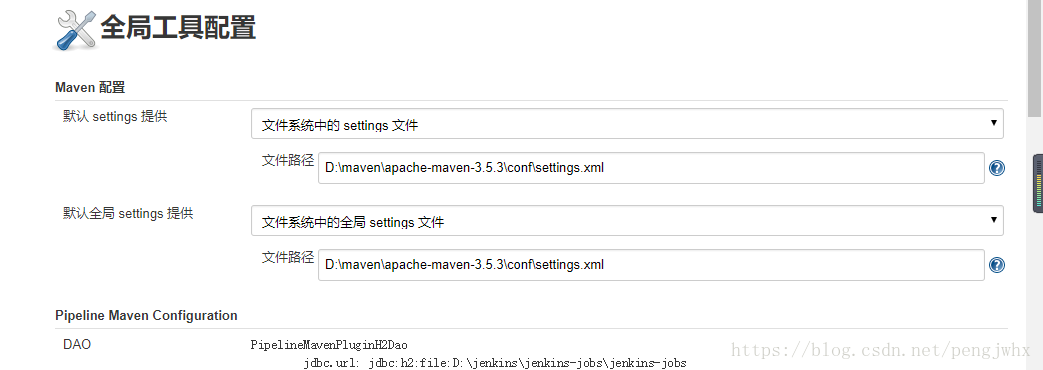 全局工具配置
Maven 配置
默认 settings 提供
文件系统中的 settings 文件
文件路径
D:\maven\apache-maven-3.5.3\conf\settings.xml
默认全局 settings 提供
文件系统中的全局 settings 文件
文件路径
D:\maven\apache-maven-3.5.3\conf\settings.xml
Pipeline Maven Configuration
DAO
PipelineMavenPluginH2Dao
jdbc.url: jdbc:h2:file:D:\jenkins\jenkins-jobs\jenkins-jobs
https://blog.csdn.net/pengjwhx